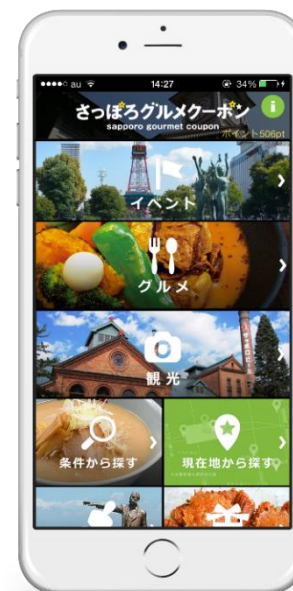 au 14:27 34%
さっぽろグルメクーポン
sapporo gourmet coupon
ポイント506pt
イベント
グルメ
観光
条件から探す
現在地から探す